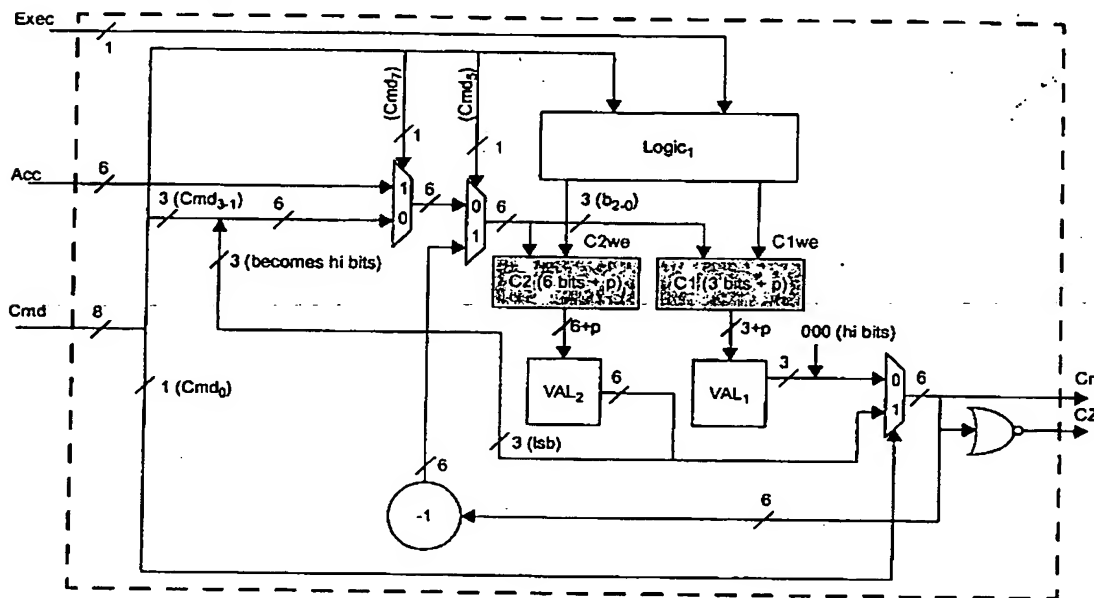 Exec
1
(Cmd7)
1
(Cmd5)
1
Logic1
Acc
6
3 (Cmd3-1)
6
1
0
6
0
1
6
3 (b2-0)
C2we
C1we
3 (becomes hi bits)
C2 (6 bits + p)
C1 (3 bits + p)
Cmd
8
6+p
3+p
000 (hi bits)
1 (Cmd0)
VAL2
6
VAL1
3
0
1
6
Cn
CZ
3 (lsb)
6
-1
6